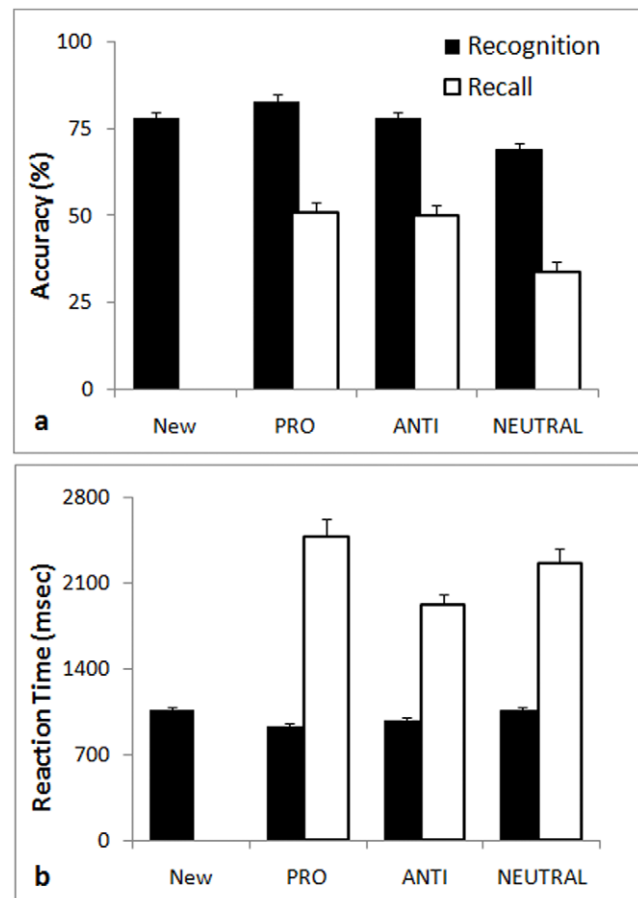 100
75
50
25
0
Accuracy (%)
Recognition
Recall
a
New PRO ANTI NEUTRAL
2800
2100
1400
700
0
Reaction Time (msec)
b
New PRO ANTI NEUTRAL